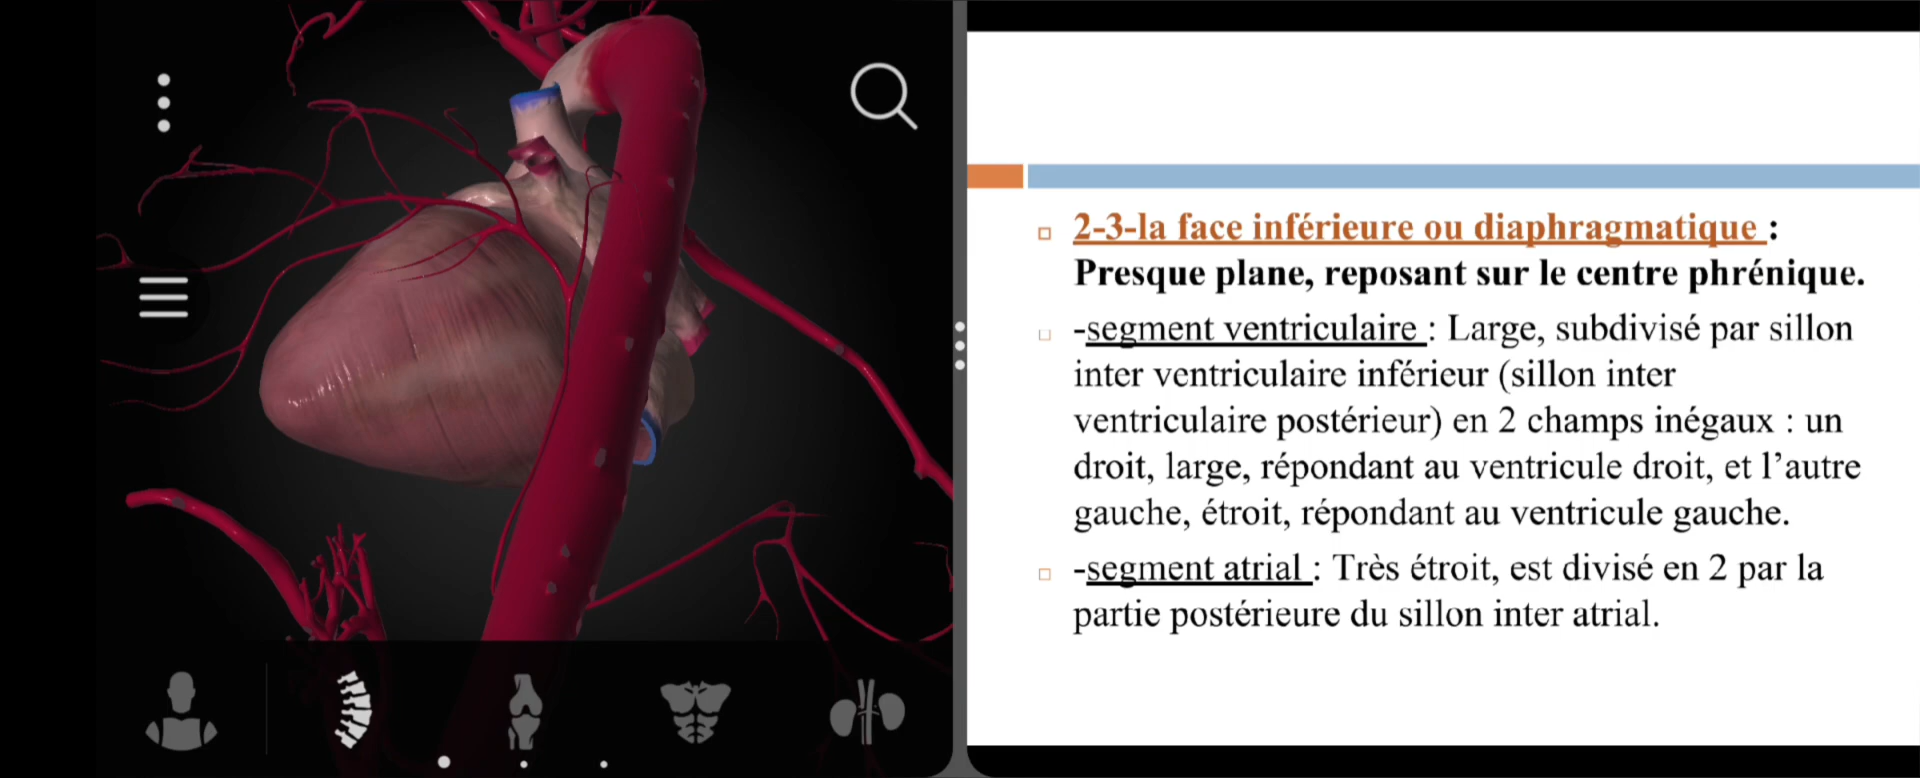 2-3-la face inférieure ou diaphragmatique :
Presque plane, reposant sur le centre phrénique.
-segment ventriculaire : Large, subdivisé par sillon
inter ventriculaire inférieur (sillon inter
ventriculaire postérieur) en 2 champs inégaux : un
droit, large, répondant au ventricule droit, et l’autre
gauche, étroit, répondant au ventricule gauche.
-segment atrial : Très étroit, est divisé en 2 par la
partie postérieure du sillon inter atrial.